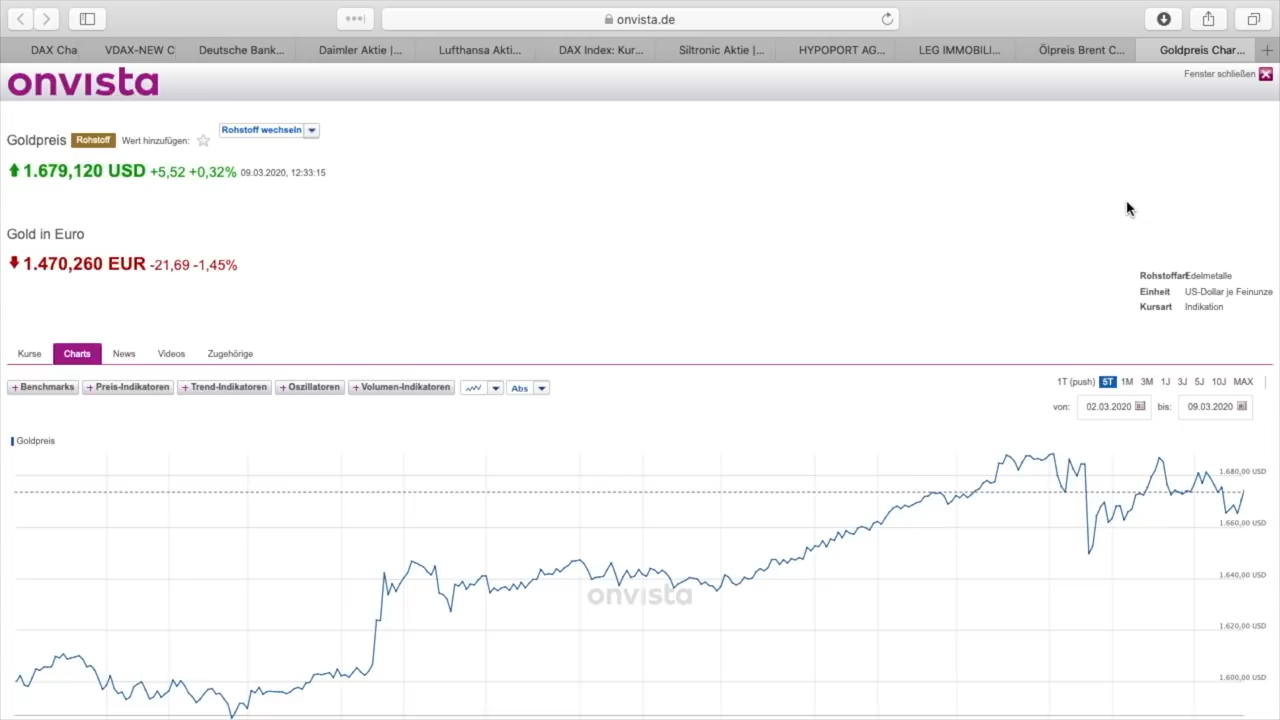 onvista.de
DAX Cha
VDAX-NEW C
Deutsche Bank...
Daimler Aktie |...
Lufthansa Akti...
DAX Index: Kur...
Siltronic Aktie |...
HYPOPORT AG...
LEG IMMOBILI...
Ölpreis Brent C...
Goldpreis Char...
onvista
Fenster schließen
Goldpreis Rohstoff Wert hinzufügen:
Rohstoff wechseln
1.679,120 USD +5,52 +0,32% 09.03.2020, 12:33:15
Gold in Euro
1.470,260 EUR -21,69 -1,45%
Rohstoffart Edelmetalle
Einheit US-Dollar je Feinunze
Kursart Indikation
Kurse Charts News Videos Zugehörige
+ Benchmarks + Preis-Indikatoren + Trend-Indikatoren + Oszillatoren + Volumen-Indikatoren Abs
1T (push) 5T 1M 3M 1J 3J 5J 10J MAX
von: 02.03.2020 bis: 09.03.2020
Goldpreis
1.680,00 USD
1.660,00 USD
1.640,00 USD
onvista
1.620,00 USD
1.600,00 USD